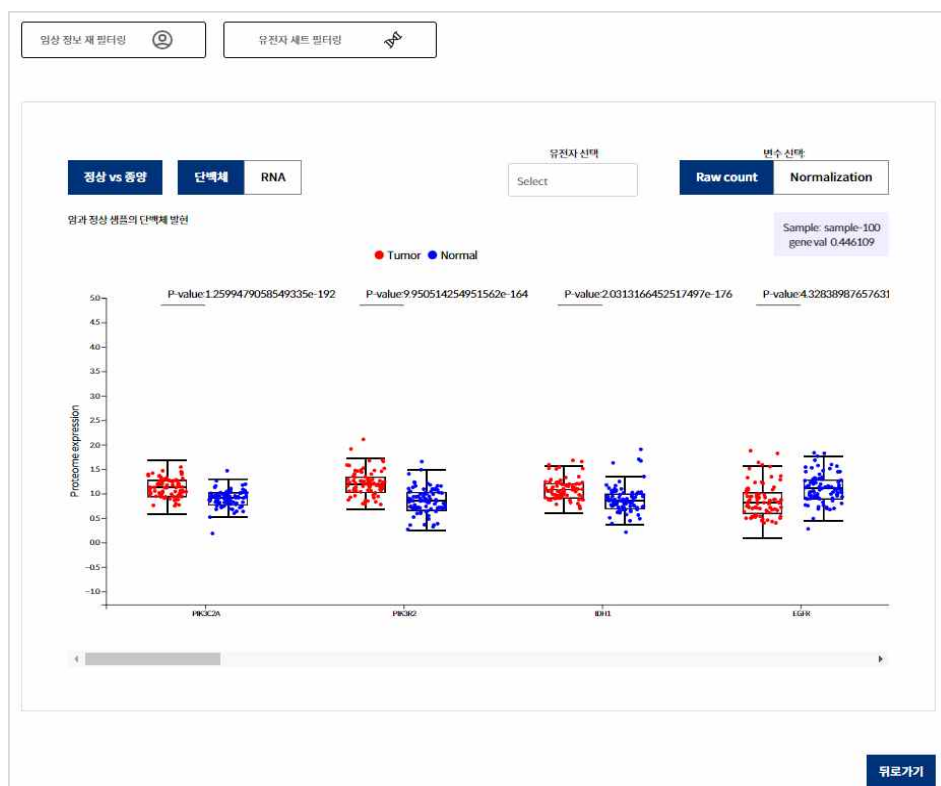 임상 정보 재 필터링
유전자 세트 필터링
유전자 선택
변수 선택:
정상 vs 종양
단백체
RNA
Select
Raw count
Normalization
암과 정상 샘플의 단백체 발현
Sample: sample-100
gene val 0.446109
Tumor
Normal
P-value:1.2599479058549335e-192
P-value:9.950514254951562e-164
P-value:2.0313166452517497e-176
P-value:4.32838987657631
5.0
4.5
4.0
3.5
3.0
2.5
2.0
1.5
1.0
0.5
0.0
-0.5
-1.0
Proteome expression
PIK3C2A
PIK3R2
IDH1
EGFR
뒤로가기